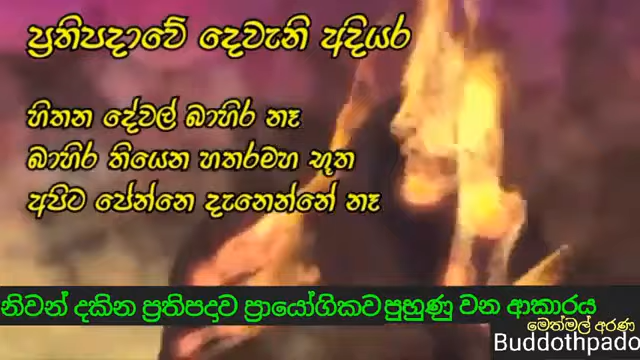 ප්‍රතිපදාවේ දෙවැනි අදියර
හිතන දේවල් බාහිර නෑ
බාහිර තියෙන හතරමහ භූත
අපිට පේන්නෙ දැනෙන්නේ නෑ
නිවන් දකින ප්‍රතිපදාව ප්‍රායෝගිකව පුහුණු වන ආකාරය
මෙත්මල් අරණ
Buddothpado